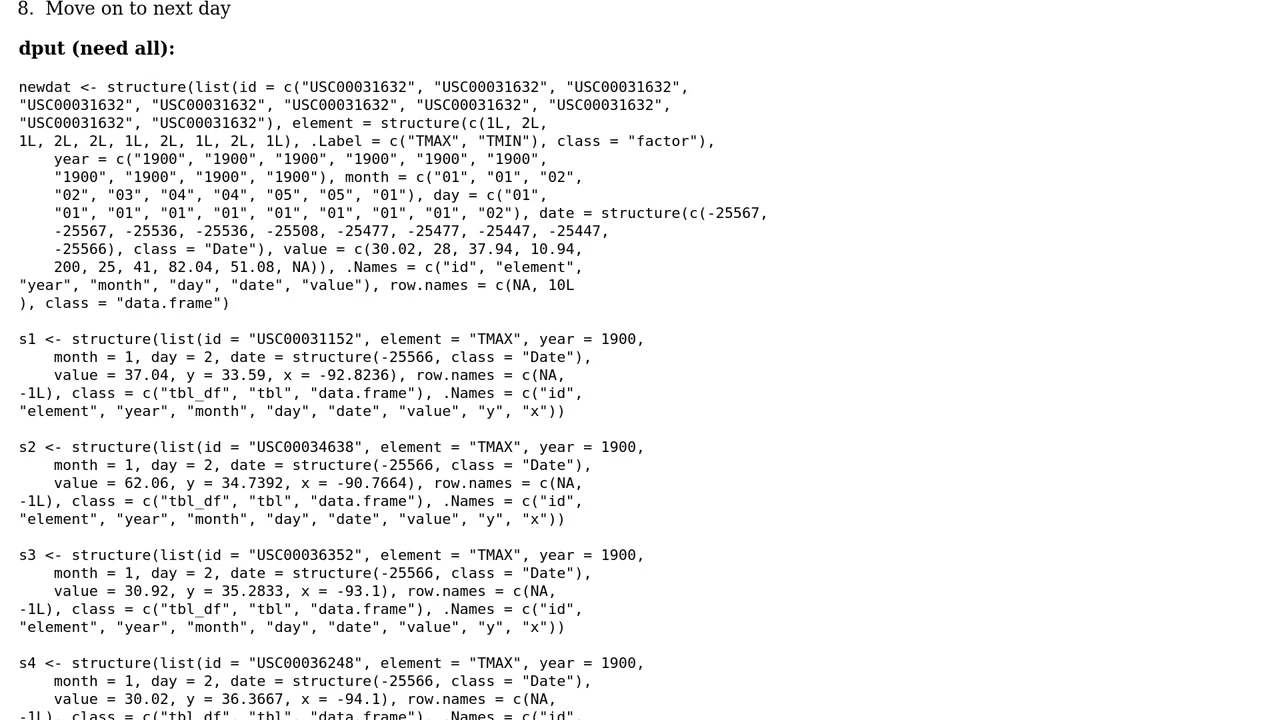 8. Move on to next day
dput (need all):
newdat <- structure(list(id = c("USC00031632", "USC00031632", "USC00031632",
"USC00031632", "USC00031632", "USC00031632", "USC00031632", "USC00031632",
"USC00031632", "USC00031632"), element = structure(c(1L, 2L,
1L, 2L, 2L, 1L, 2L, 1L, 2L, 1L), .Label = c("TMAX", "TMIN"), class = "factor"),
    year = c("1900", "1900", "1900", "1900", "1900", "1900",
    "1900", "1900", "1900", "1900"), month = c("01", "01", "02",
    "02", "03", "04", "04", "05", "05", "01"), day = c("01",
    "01", "01", "01", "01", "01", "01", "01", "01", "02"), date = structure(c(-25567,
    -25567, -25536, -25536, -25508, -25477, -25477, -25447, -25447,
    -25566), class = "Date"), value = c(30.02, 28, 37.94, 10.94,
    200, 25, 41, 82.04, 51.08, NA)), .Names = c("id", "element",
"year", "month", "day", "date", "value"), row.names = c(NA, 10L
), class = "data.frame")
s1 <- structure(list(id = "USC00031152", element = "TMAX", year = 1900,
    month = 1, day = 2, date = structure(-25566, class = "Date"),
    value = 37.04, y = 33.59, x = -92.8236), row.names = c(NA,
-1L), class = c("tbl_df", "tbl", "data.frame"), .Names = c("id",
"element", "year", "month", "day", "date", "value", "y", "x"))
s2 <- structure(list(id = "USC00034638", element = "TMAX", year = 1900,
    month = 1, day = 2, date = structure(-25566, class = "Date"),
    value = 62.06, y = 34.7392, x = -90.7664), row.names = c(NA,
-1L), class = c("tbl_df", "tbl", "data.frame"), .Names = c("id",
"element", "year", "month", "day", "date", "value", "y", "x"))
s3 <- structure(list(id = "USC00036352", element = "TMAX", year = 1900,
    month = 1, day = 2, date = structure(-25566, class = "Date"),
    value = 30.92, y = 35.2833, x = -93.1), row.names = c(NA,
-1L), class = c("tbl_df", "tbl", "data.frame"), .Names = c("id",
"element", "year", "month", "day", "date", "value", "y", "x"))
s4 <- structure(list(id = "USC00036248", element = "TMAX", year = 1900,
    month = 1, day = 2, date = structure(-25566, class = "Date"),
    value = 30.02, y = 36.3667, x = -94.1), row.names = c(NA,
-1L), class = c("tbl_df", "tbl", "data.frame"), .Names = c("id",